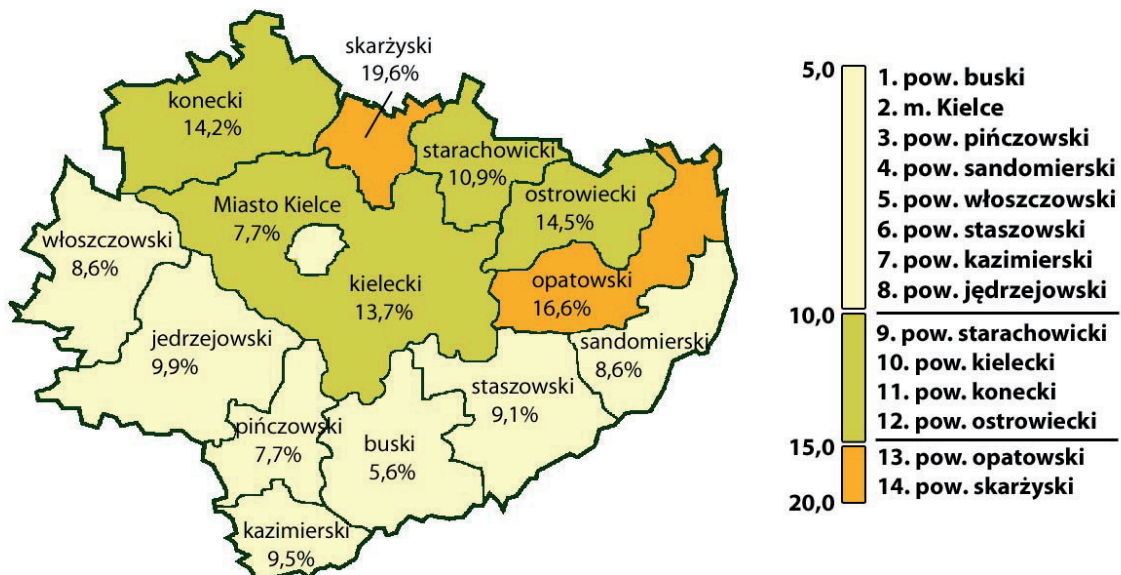 skarżyski
19,6%
konecki
14,2%
starachowicki
10,9%
ostrowiecki
14,5%
Miasto Kielce
7,7%
włoszczowski
8,6%
kielecki
13,7%
opatowski
16,6%
jedrzejowski
9,9%
sandomierski
8,6%
staszowski
9,1%
pińczowski
7,7%
buski
5,6%
kazimierski
9,5%
5,0
1. pow. buski
2. m. Kielce
3. pow. pińczowski
4. pow. sandomierski
5. pow. włoszczowski
6. pow. staszowski
7. pow. kazimierski
8. pow. jędrzejowski
10,0
9. pow. starachowicki
10. pow. kielecki
11. pow. konecki
12. pow. ostrowiecki
15,0
13. pow. opatowski
14. pow. skarżyski
20,0